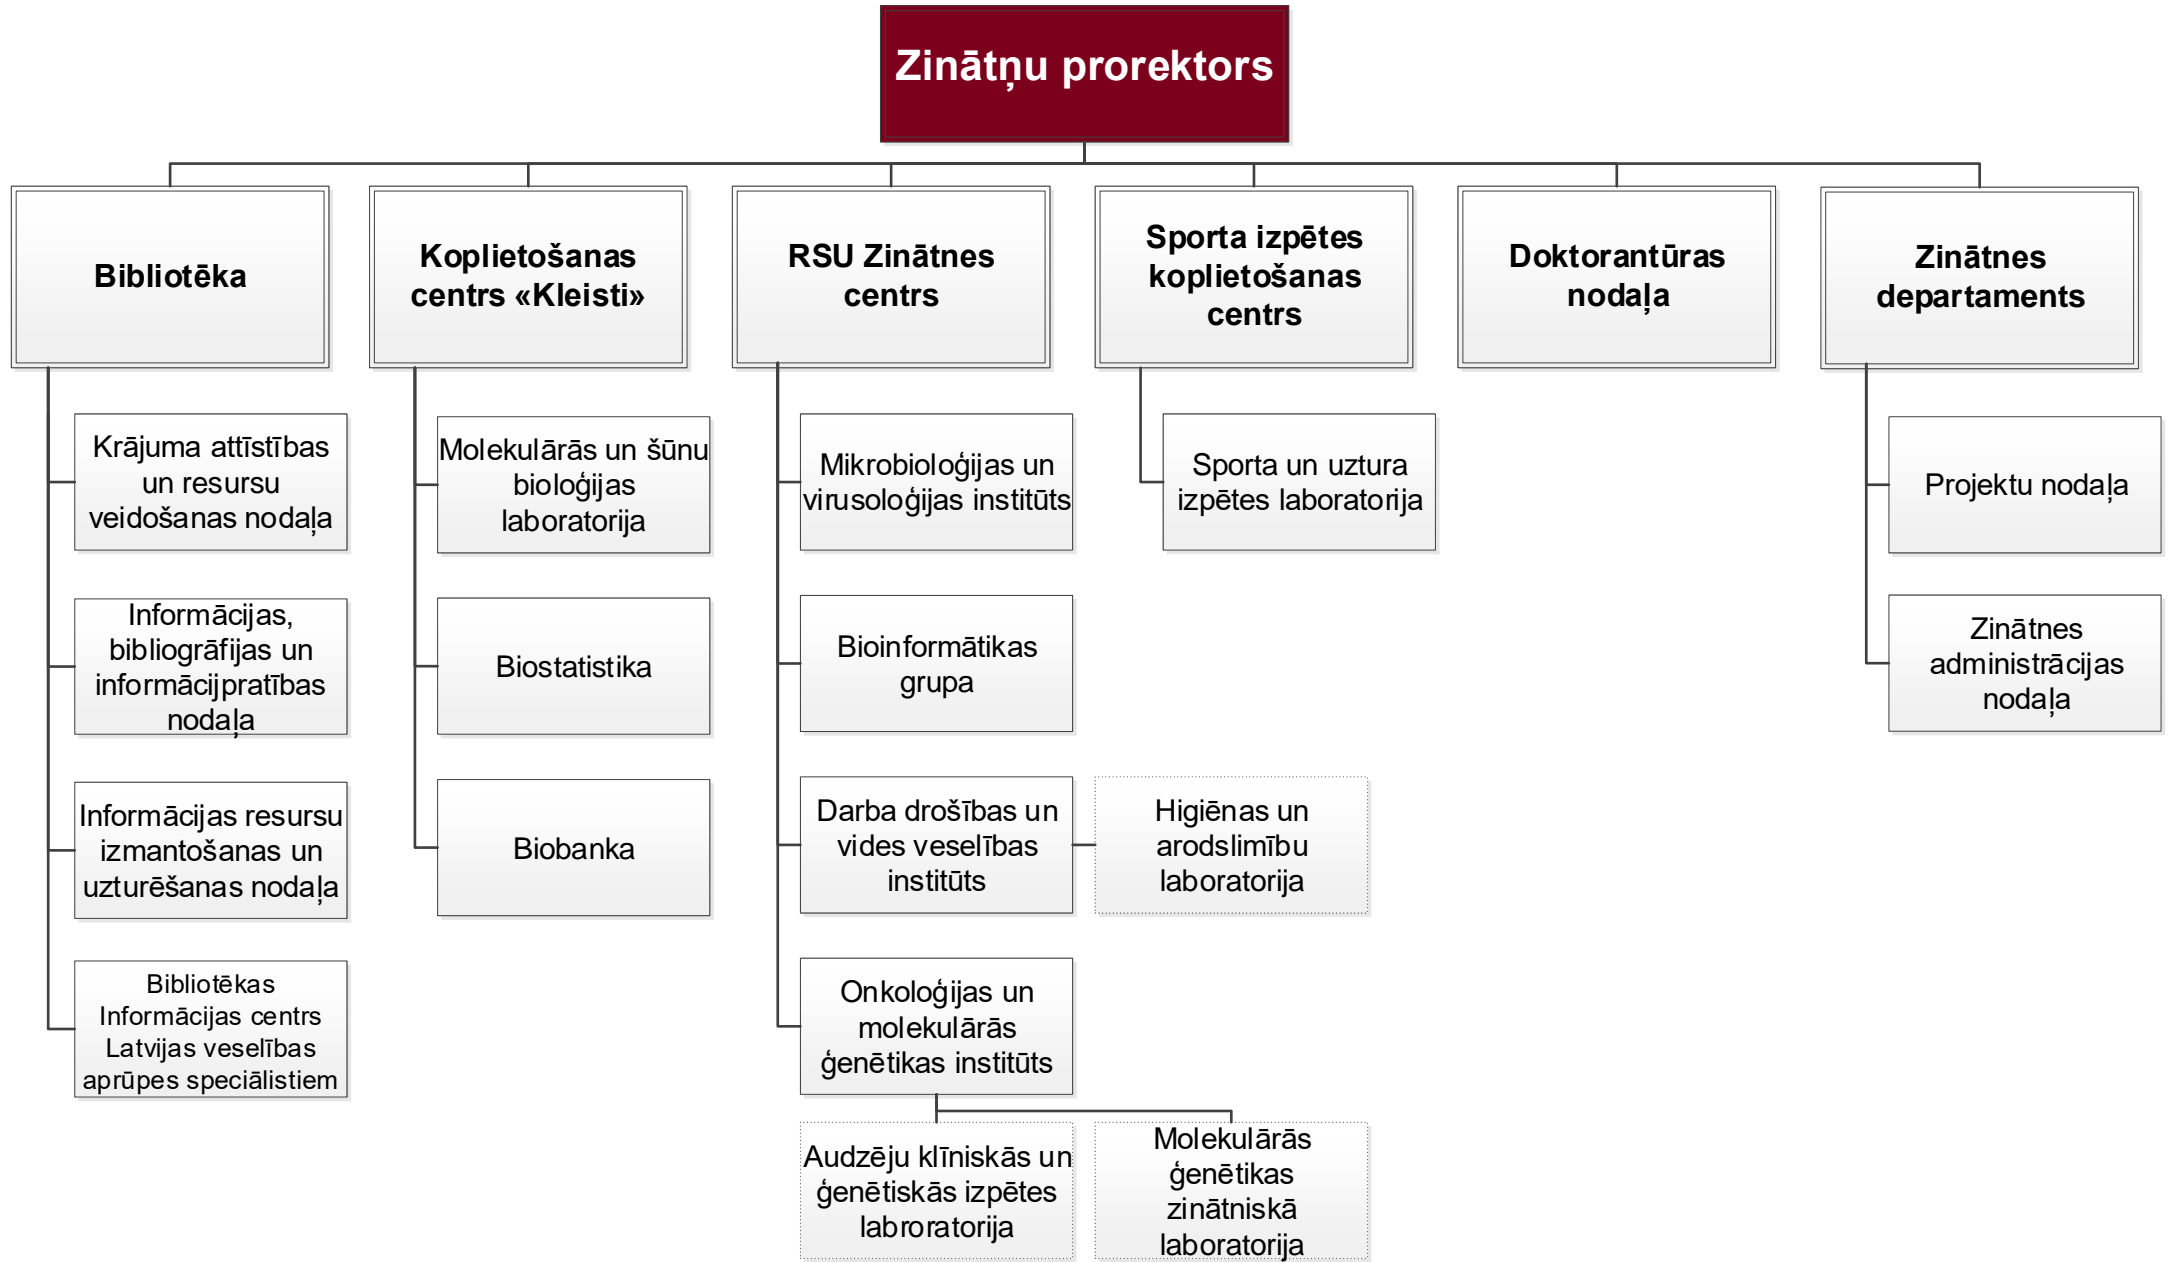 Zinātņu prorektors
Bibliotēka
Koplietošanas
centrs «Kleisti»
RSU Zinātnes
centrs
Sporta izpētes
koplietošanas
centrs
Doktorantūras
nodaļa
Zinātnes
departaments
Krājuma attīstības
un resursu
veidošanas nodaļa
Informācijas,
bibliogrāfijas un
informācijpratības
nodaļa
Informācijas resursu
izmantošanas un
uzturēšanas nodaļa
Bibliotēkas
Informācijas centrs
Latvijas veselības
aprūpes speciālistiem
Molekulārās un šūnu
bioloģijas
laboratorija
Biostatistika
Biobanka
Mikrobioloģijas un
virusoloģijas institūts
Bioinformātikas
grupa
Darba drošības un
vides veselības
institūts
Higiēnas un
arodslimību
laboratorija
Onkoloģijas un
molekulārās
ģenētikas institūts
Audzēju klīniskās un
ģenētiskās izpētes
labroratorija
Molekulārās
ģenētikas
zinātniskā
laboratorija
Sporta un uztura
izpētes laboratorija
Projektu nodaļa
Zinātnes
administrācijas
nodaļa